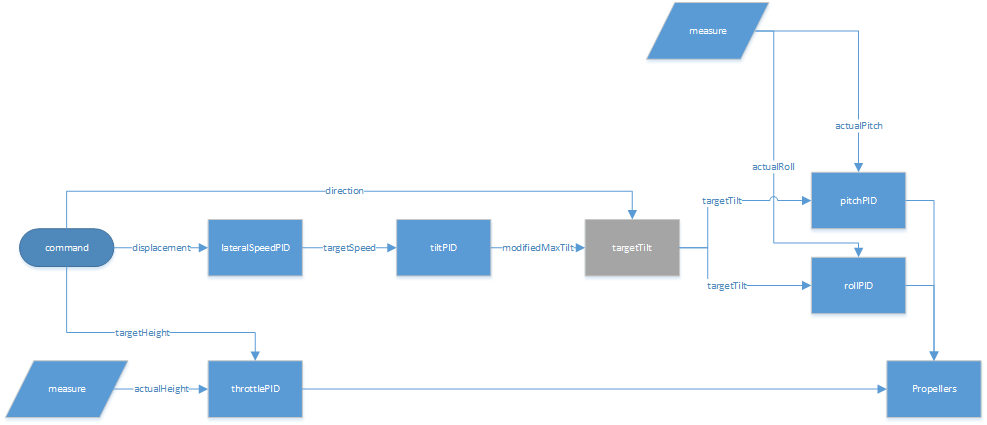 measure
actualPitch
actualRoll
direction
targetTilt
pitchPID
command
displacement
lateralSpeedPID
targetSpeed
tiltPID
modifiedMaxTilt
targetTilt
targetTilt
rollPID
targetHeight
measure
actualHeight
throttlePID
Propellers